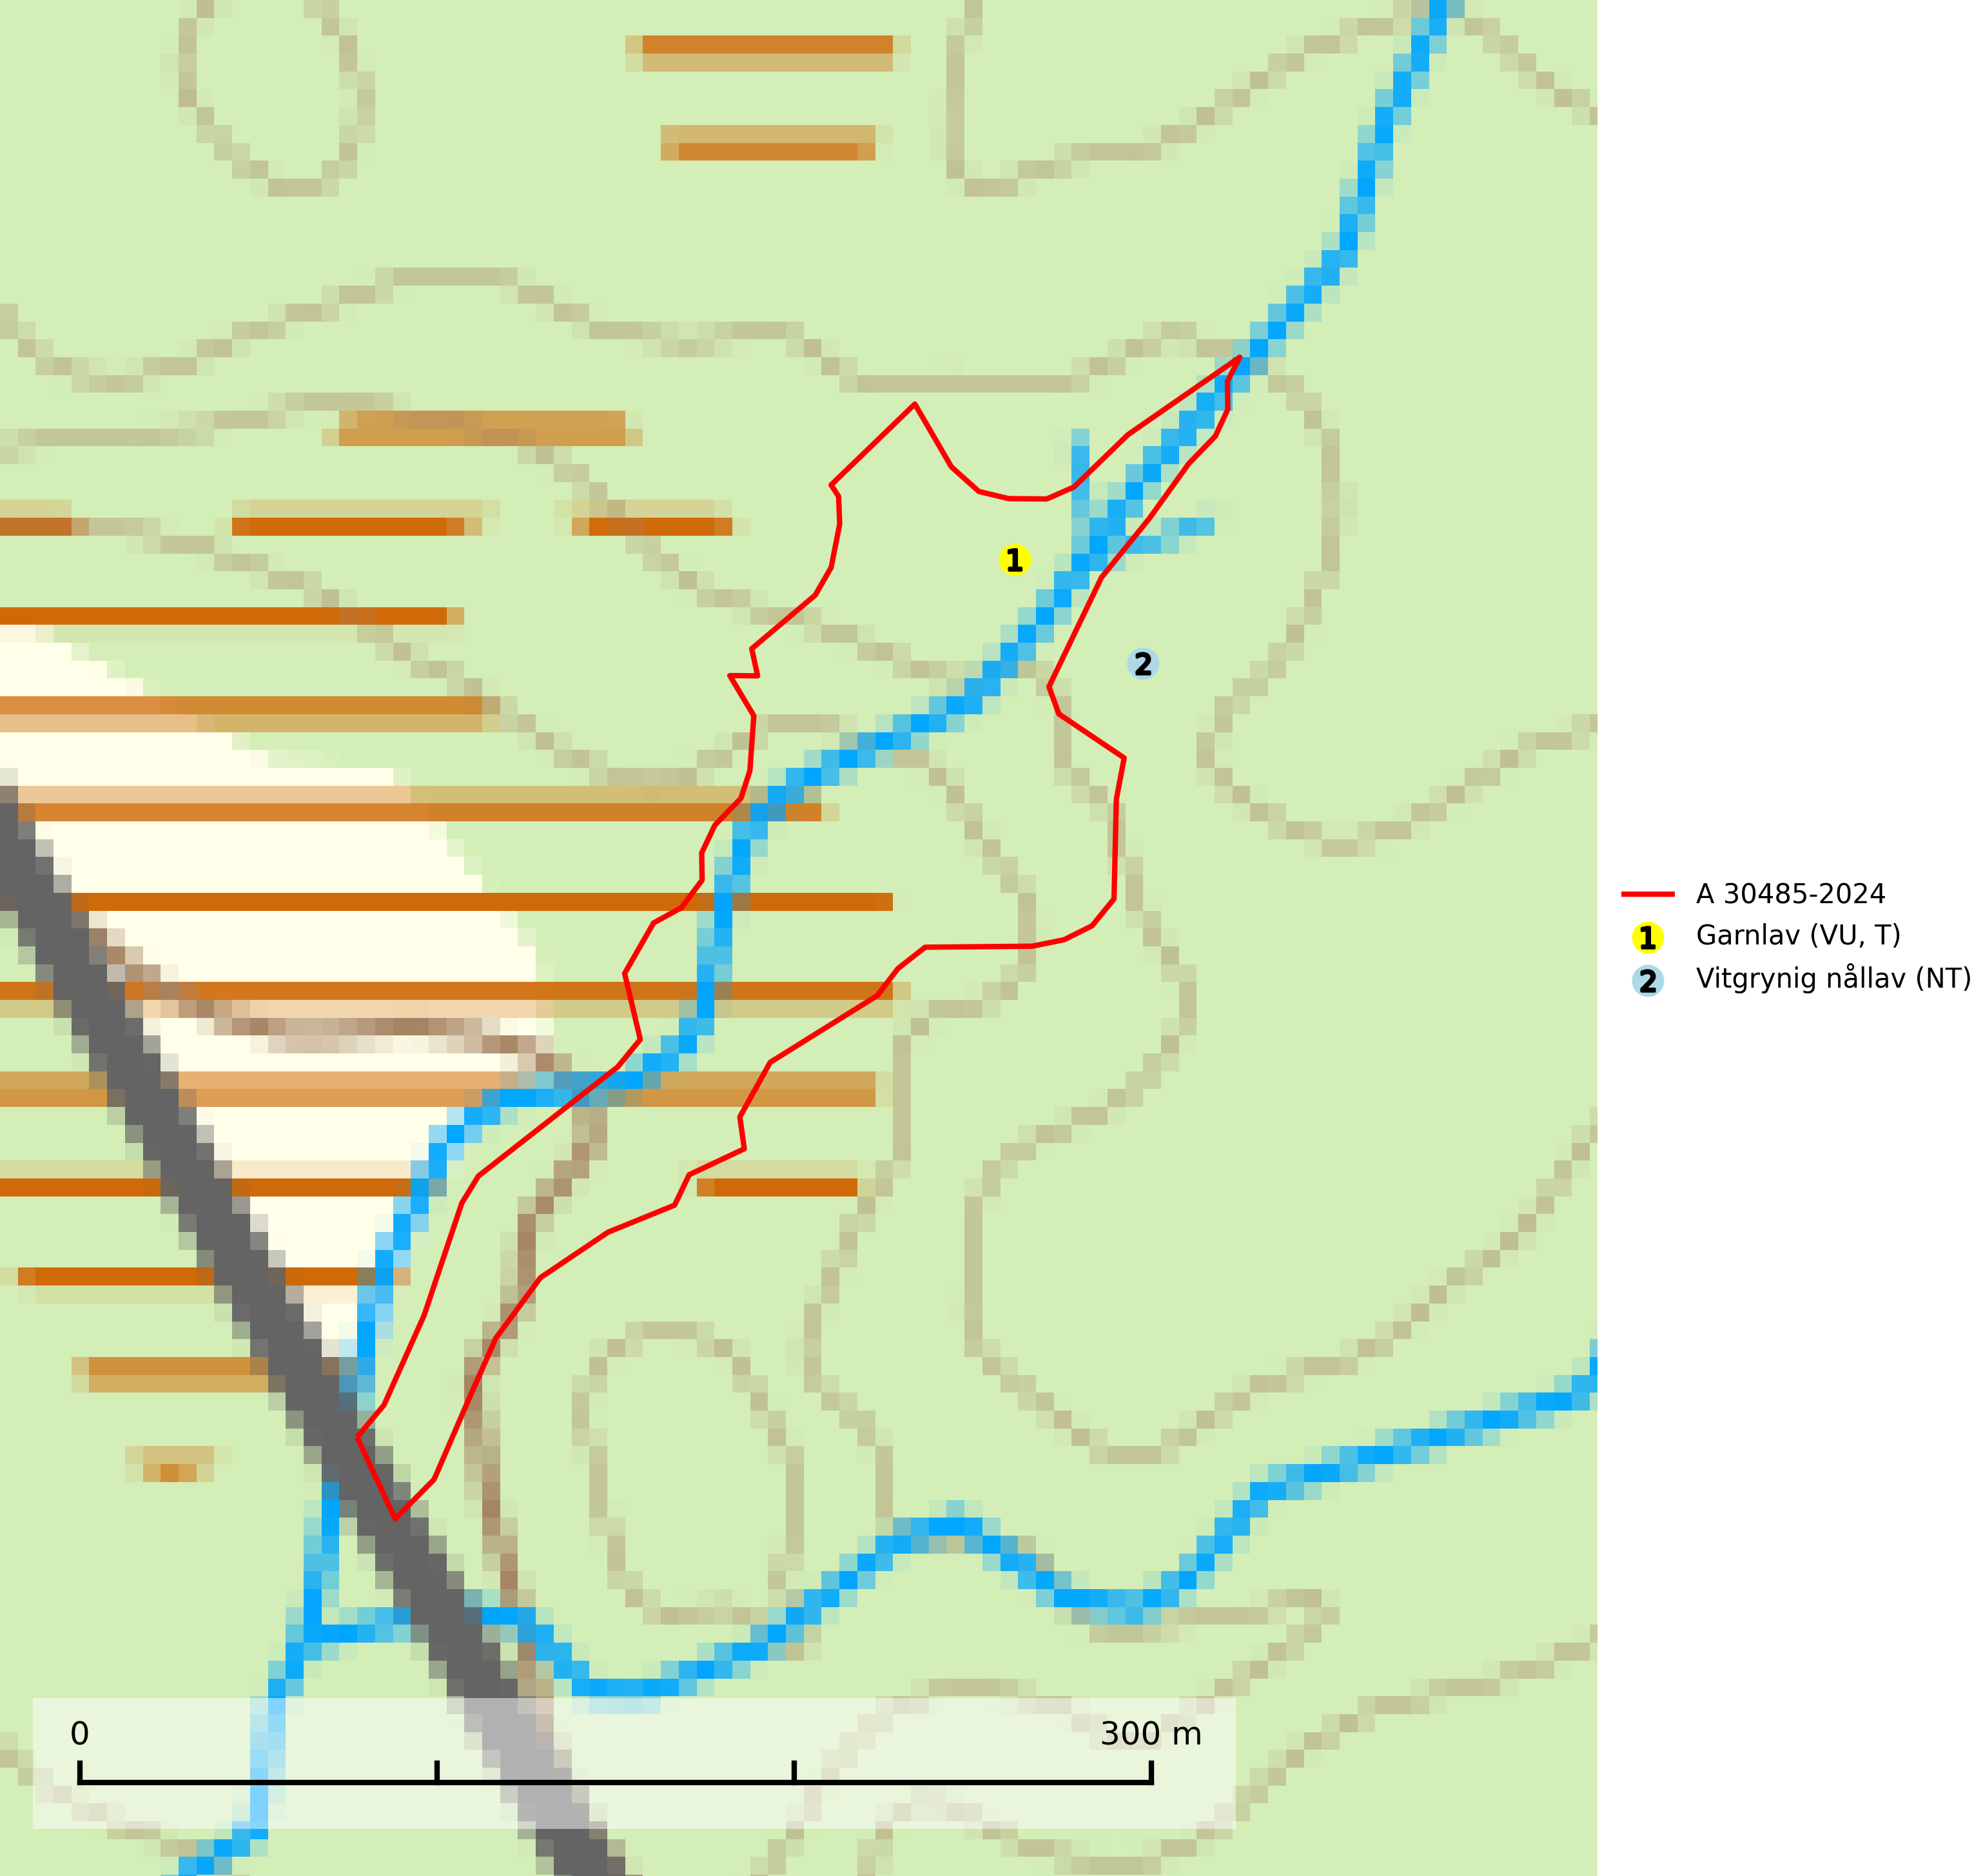 1
2
A 30485-2024
1 Garnlav (VU, T)
2 Vitgrynig nållav (NT)
0 300 m